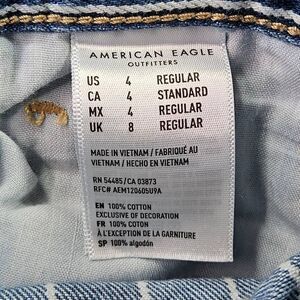 AMERICAN EAGLE
OUTFITTERS
US 4 REGULAR
CA 4 STANDARD
MX 4 REGULAR
UK 8 REGULAR
MADE IN VIETNAM / FABRIQUÉ AU
VIETNAM / HECHO EN VIETNAM
RN 54485/CA 03873
RFC# AEM120605U9A
EN 100% COTTON
EXCLUSIVE OF DECORATION
FR 100% COTON
À L'EXCEPTION DE LA GARNITURE
SP 100% algodón